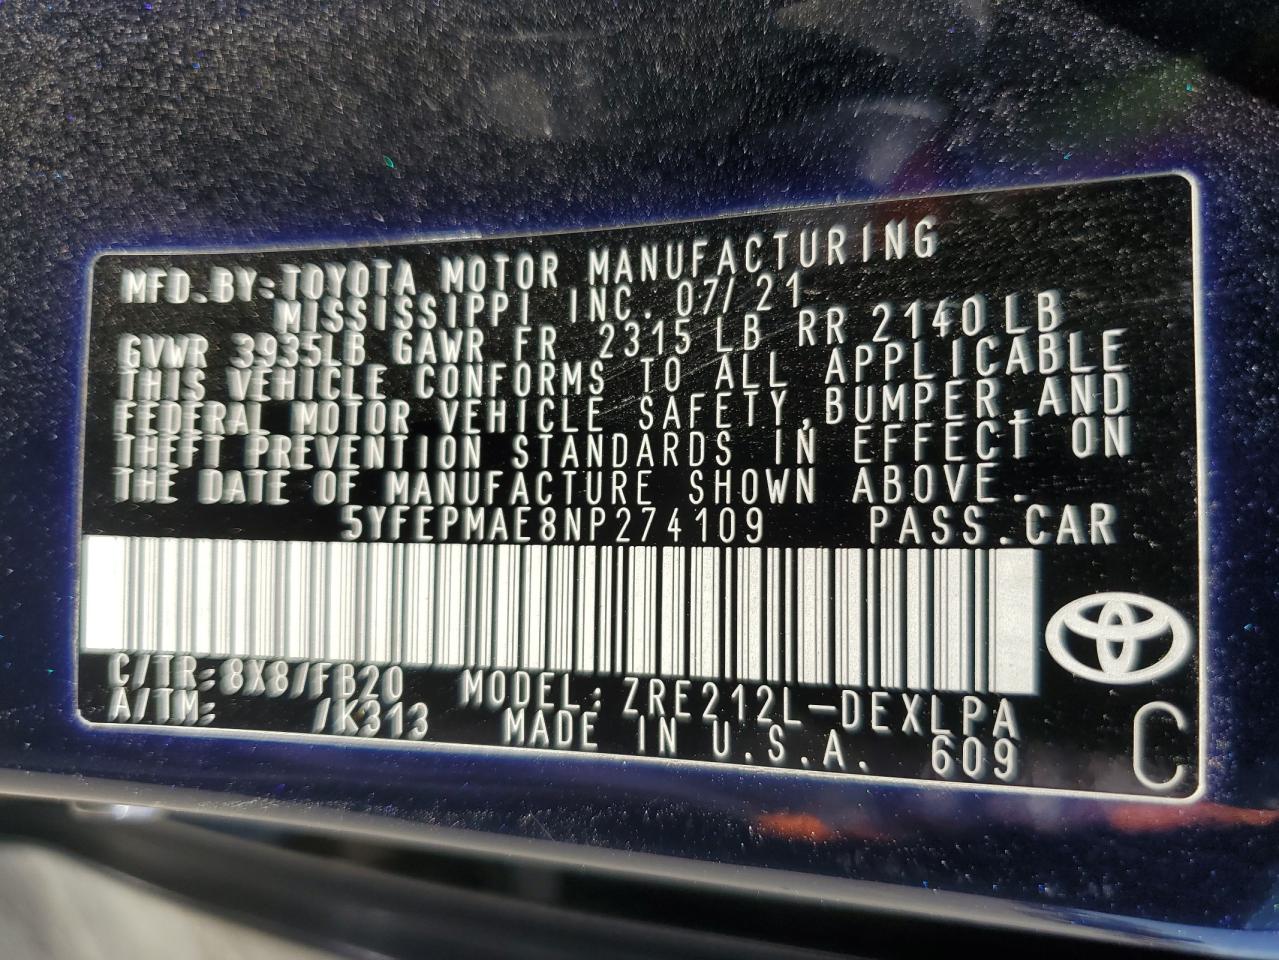 MFD.BY:TOYOTA MOTOR MANUFACTURING
MISSISSIPPI INC. 07/21
GVWR 3935LB GAWR FR 2315 LB RR 2140LB
THIS VEHICLE CONFORMS TO ALL APPLICABLE
FEDERAL MOTOR VEHICLE SAFETY,BUMPER,AND
THEFT PREVENTION STANDARDS IN EFFECT ON
THE DATE OF MANUFACTURE SHOWN ABOVE.
5YFEPMAE8NP274109 PASS.CAR
C/TR:8X8/FB20 MODEL:ZRE212L-DEXLPA
A/TM: /K313 MADE IN U.S.A. 609
C